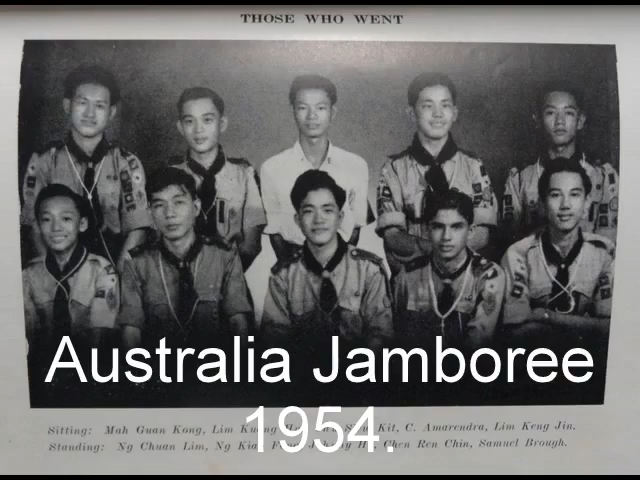 THOSE WHO WENT
Australia Jamboree
1954.
Sitting: Mah Guan Kong, Lim Kit, C. Amarendra, Lim Keng Jin.
Standing: Ng Chuan Lim, Ng Kian Chen Ren Chin, Samuel Brough.